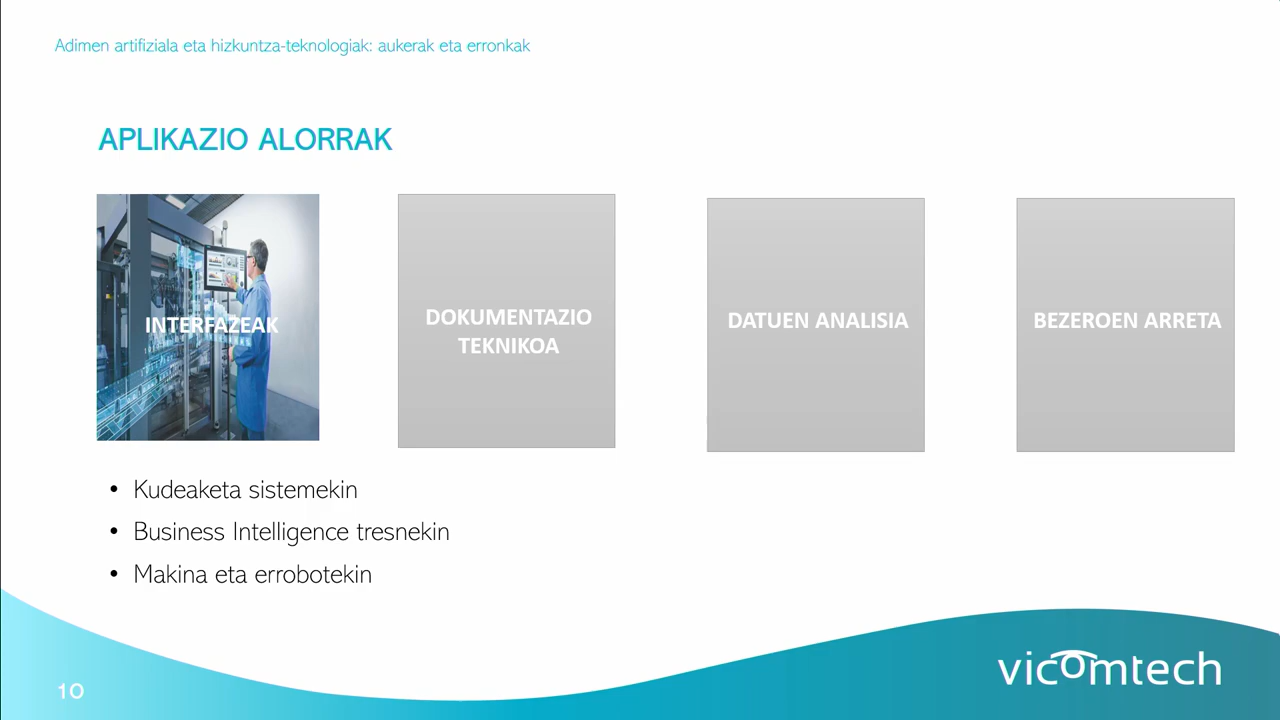 Adimen artifiziala eta hizkuntza-teknologiak: aukerak eta erronkak
APLIKAZIO ALORRAK
INTERFAZEAK
DOKUMENTAZIO
TEKNIKOA
DATUEN ANALISIA
BEZEROEN ARRETA
• Kudeaketa sistemekin
• Business Intelligence tresnekin
• Makina eta errobotekin
10
vicomtech